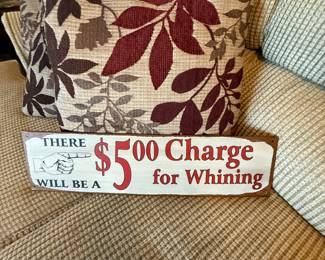 THERE
WILL BE A
$5.00 Charge
for Whining